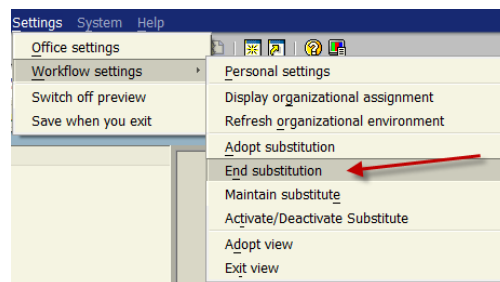 Settings System Help
Office settings
Workflow settings
Switch off preview
Save when you exit
Personal settings
Display organizational assignment
Refresh organizational environment
Adopt substitution
End substitution
Maintain substitute
Activate/Deactivate Substitute
Adopt view
Exit view